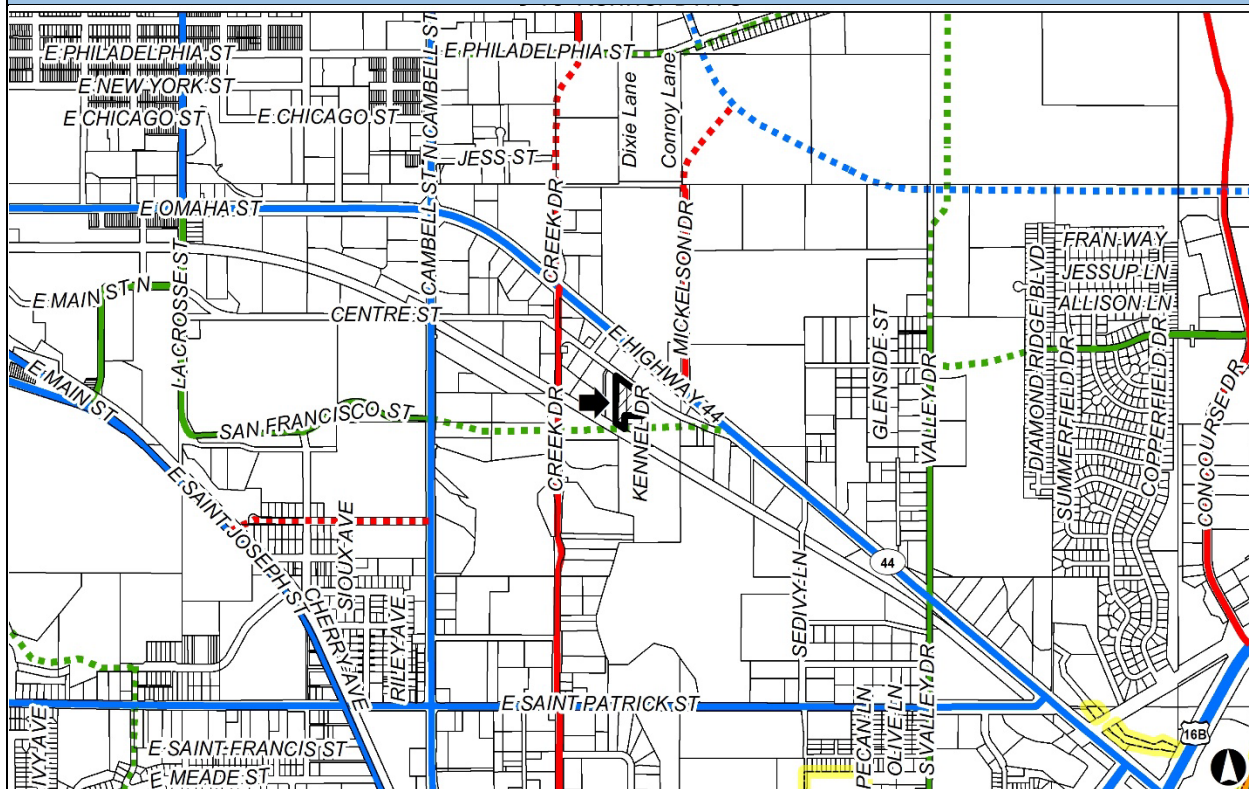 E PHILADELPHIA ST
E PHILADELPHIA ST
E NEW YORK ST
E CHICAGO ST
E CHICAGO ST
JESS ST
N CAMBELL ST
CAMBELL ST
Dixie Lane
Conroy Lane
E OMAHA ST
CREEK DR
MICKELSON DR
LACROSSE ST
E MAIN ST N
CENTRE ST
E HIGHWAY 44
FRAN WAY
JESSUP LN
ALLISON LN
DIAMOND RIDGE BLVD
SUMMERFIELD DR
COPPERFIELD DR
CONCOURSE DR
GLENSIDE ST
VALLEY DR
E MAIN ST
SAN FRANCISCO ST
CREEK DR
KENNEL DR
44
E SAINT JOSEPH ST
SIOUX AVE
CHERRY AVE
RILEY AVE
SEDIVY LN
E SAINT PATRICK ST
IVY AVE
E SAINT FRANCIS ST
E MEADE ST
PECAN LN
OLIVE LN
S VALLEY DR
16B